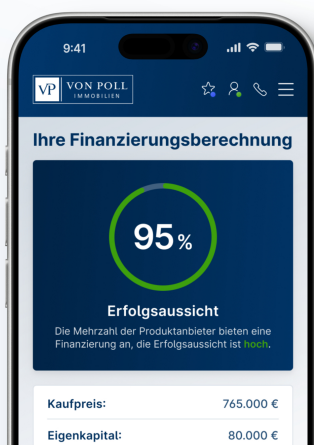 9:41
VP VON POLL
IMMOBILIEN
Ihre Finanzierungsberechnung
95%
Erfolgsaussicht
Die Mehrzahl der Produktanbieter bieten eine
Finanzierung an, die Erfolgsaussicht ist hoch.
Kaufpreis: 765.000 €
Eigenkapital: 80.000 €